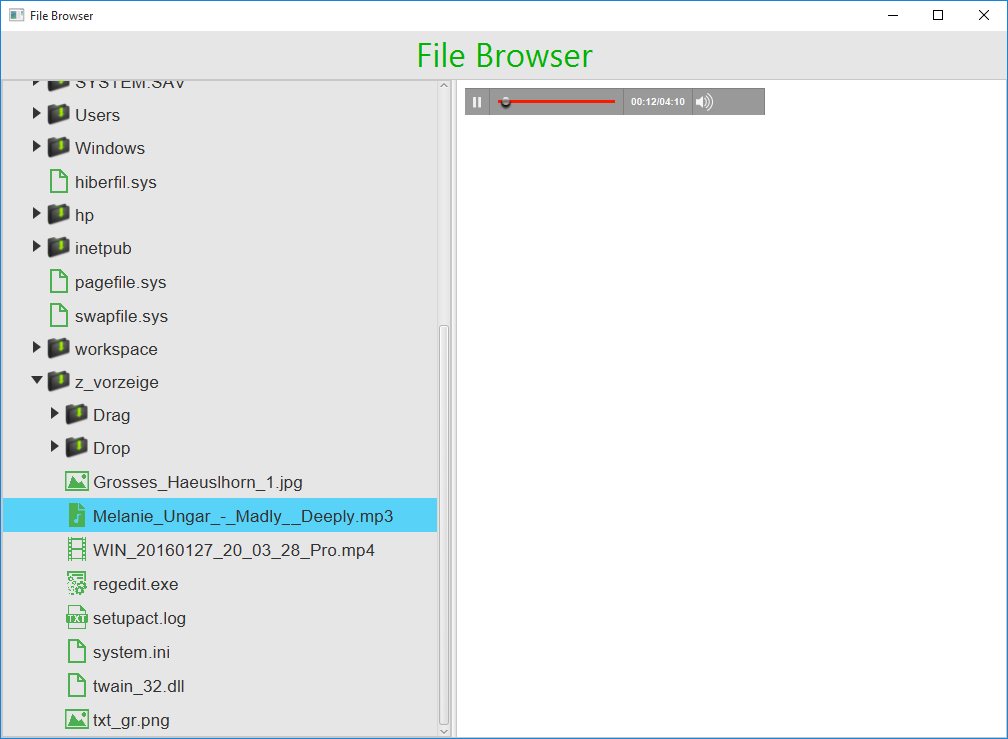 File Browser
File Browser
SYSTEM.SAV
Users
Windows
hiberfil.sys
hp
inetpub
pagefile.sys
swapfile.sys
workspace
z_vorzeige
Drag
Drop
Grosses_Haeuslhorn_1.jpg
Melanie_Ungar_-_Madly__Deeply.mp3
WIN_20160127_20_03_28_Pro.mp4
regedit.exe
TXT setupact.log
system.ini
twain_32.dll
txt_gr.png
00:12/04:10